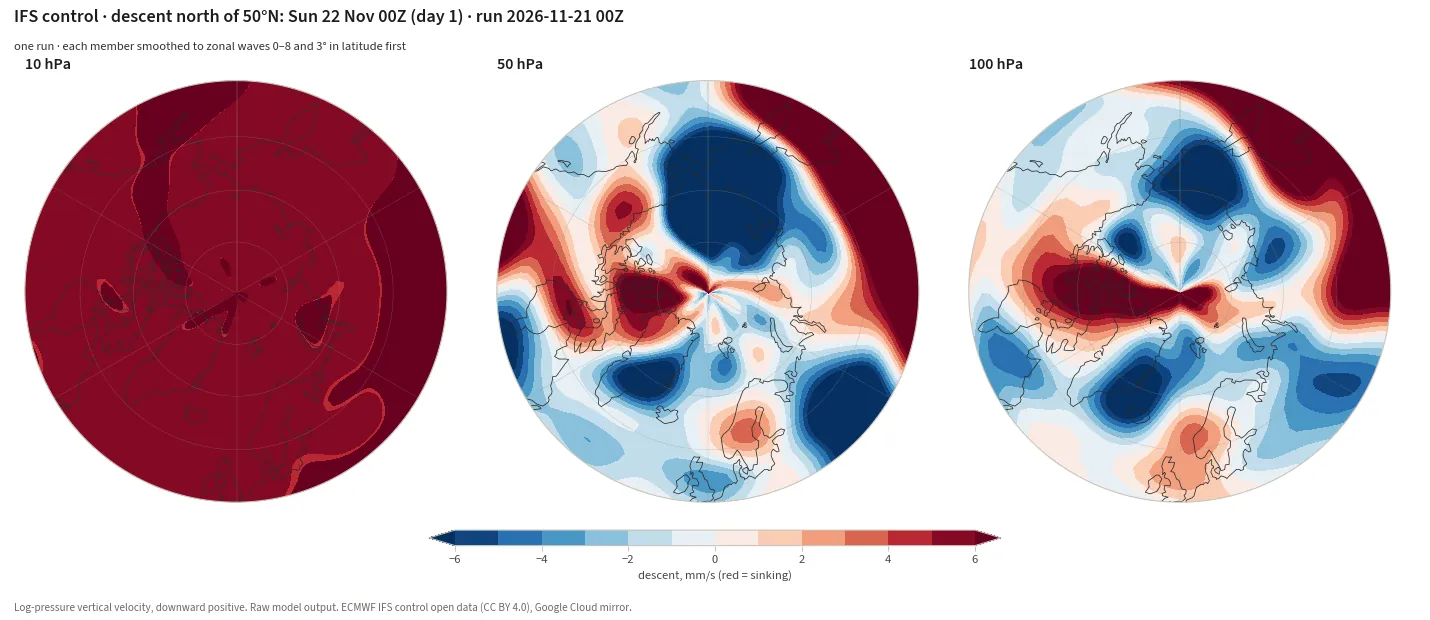 IFS control · descent north of 50°N: Sun 22 Nov 00Z (day 1) · run 2026-11-21 00Z
one run · each member smoothed to zonal waves 0–8 and 3° in latitude first
10 hPa
50 hPa
100 hPa
−6
−4
−2
0
2
4
6
descent, mm/s (red = sinking)
Log-pressure vertical velocity, downward positive. Raw model output. ECMWF IFS control open data (CC BY 4.0), Google Cloud mirror.